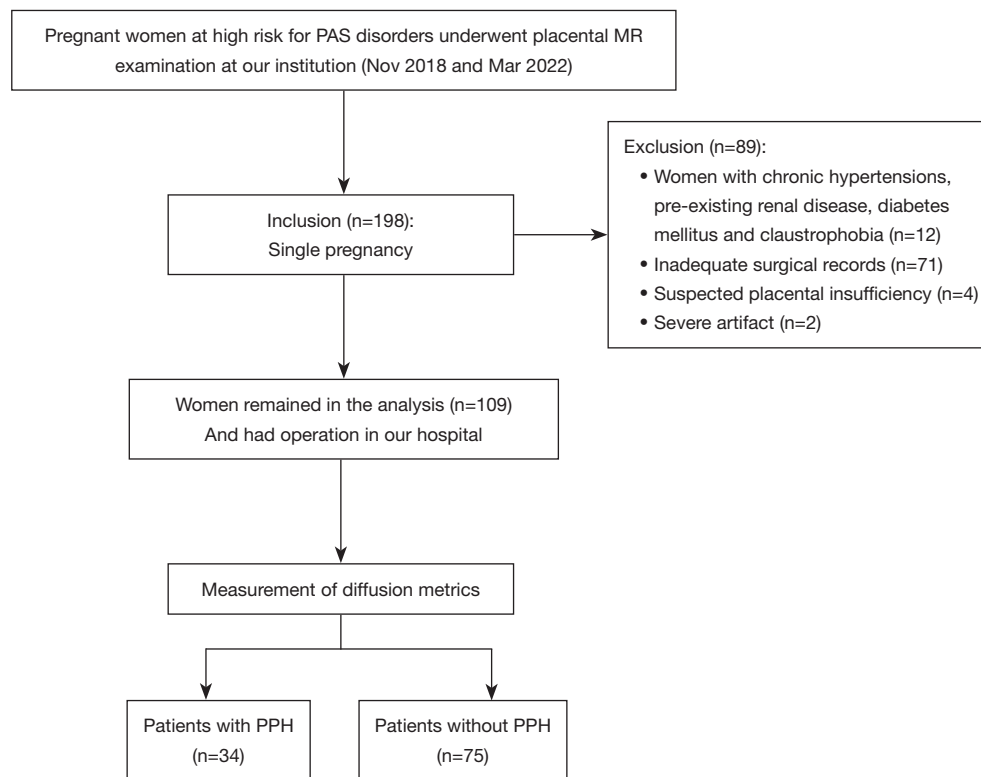 Pregnant women at high risk for PAS disorders underwent placental MR
examination at our institution (Nov 2018 and Mar 2022)
Exclusion (n=89):
• Women with chronic hypertensions,
pre-existing renal disease, diabetes
mellitus and claustrophobia (n=12)
• Inadequate surgical records (n=71)
• Suspected placental insufficiency (n=4)
• Severe artifact (n=2)
Inclusion (n=198):
Single pregnancy
Women remained in the analysis (n=109)
And had operation in our hospital
Measurement of diffusion metrics
Patients with PPH
(n=34)
Patients without PPH
(n=75)